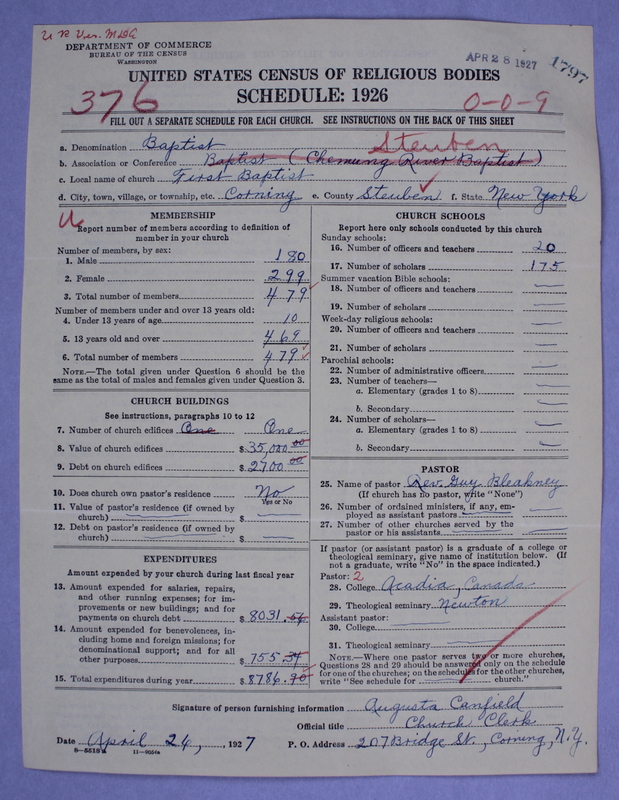 U R Ver. MDA
DEPARTMENT OF COMMERCE
BUREAU OF THE CENSUS
WASHINGTON
APR 28 1927
1797
UNITED STATES CENSUS OF RELIGIOUS BODIES
SCHEDULE: 1926
376
0-0-9
FILL OUT A SEPARATE SCHEDULE FOR EACH CHURCH. SEE INSTRUCTIONS ON THE BACK OF THIS SHEET
a. Denomination Baptist
Steuben
b. Association or Conference Baptist (Chemung River Baptist)
c. Local name of church First Baptist
d. City, town, village, or township, etc. Corning e. County Steuben f. State New York
U
MEMBERSHIP
Report number of members according to definition of
member in your church
Number of members, by sex:
1. Male 180
2. Female 299
3. Total number of members 479
Number of members under and over 13 years old:
4. Under 13 years of age 10
5. 13 years old and over 469
6. Total number of members 479
NOTE.—The total given under Question 6 should be the
same as the total of males and females given under Question 3.
CHURCH BUILDINGS
See instructions, paragraphs 10 to 12
7. Number of church edifices One One
8. Value of church edifices $35,000 00
9. Debt on church edifices $2700 00
10. Does church own pastor's residence No
Yes or No
11. Value of pastor's residence (if owned by
church) $
12. Debt on pastor's residence (if owned by
church) $
EXPENDITURES
Amount expended by your church during last fiscal year
13. Amount expended for salaries, repairs,
and other running expenses; for im-
provements or new buildings; and for
payments on church debt $8031.56
14. Amount expended for benevolences, in-
cluding home and foreign missions; for
denominational support; and for all
other purposes $755.34
15. Total expenditures during year $8786.90
CHURCH SCHOOLS
Report here only schools conducted by this church
Sunday schools:
16. Number of officers and teachers 20
17. Number of scholars 175
Summer vacation Bible schools:
18. Number of officers and teachers
19. Number of scholars
Week-day religious schools:
20. Number of officers and teachers
21. Number of scholars
Parochial schools:
22. Number of administrative officers
23. Number of teachers—
a. Elementary (grades 1 to 8)
b. Secondary
24. Number of scholars—
a. Elementary (grades 1 to 8)
b. Secondary
PASTOR
25. Name of pastor Rev. Guy Bleakney
(If church has no pastor, write "None")
26. Number of ordained ministers, if any, em-
ployed as assistant pastors
27. Number of other churches served by the
pastor or his assistants
If pastor (or assistant pastor) is a graduate of a college or
theological seminary, give name of institution below. (If
not a graduate, write "No" in the space indicated.)
Pastor: 2
28. College Acadia, Canada
29. Theological seminary Newton
Assistant pastor:
30. College
31. Theological seminary
NOTE.—Where one pastor serves two or more churches,
Questions 28 and 29 should be answered only on the schedule
for one of the churches; on the schedules for the other churches,
write "See schedule for church."
Signature of person furnishing information Augusta Canfield
Official title Church Clerk
Date April 26, 1927 P. O. Address 207 Bridge St., Corning, N.Y.
8—5518a 11—9054a